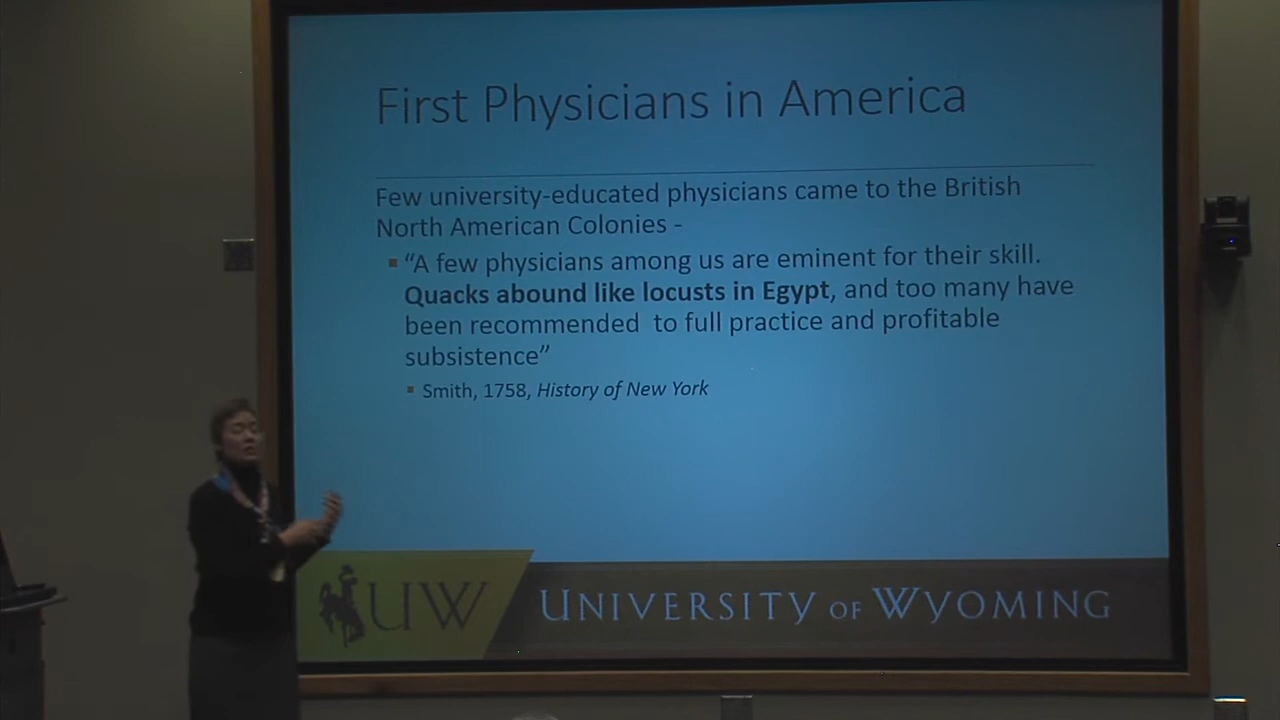 First Physicians in America
Few university-educated physicians came to the British
North American Colonies -
▪ “A few physicians among us are eminent for their skill.
Quacks abound like locusts in Egypt, and too many have
been recommended  to full practice and profitable
subsistence”
▪ Smith, 1758, History of New York
UW UNIVERSITY OF WYOMING